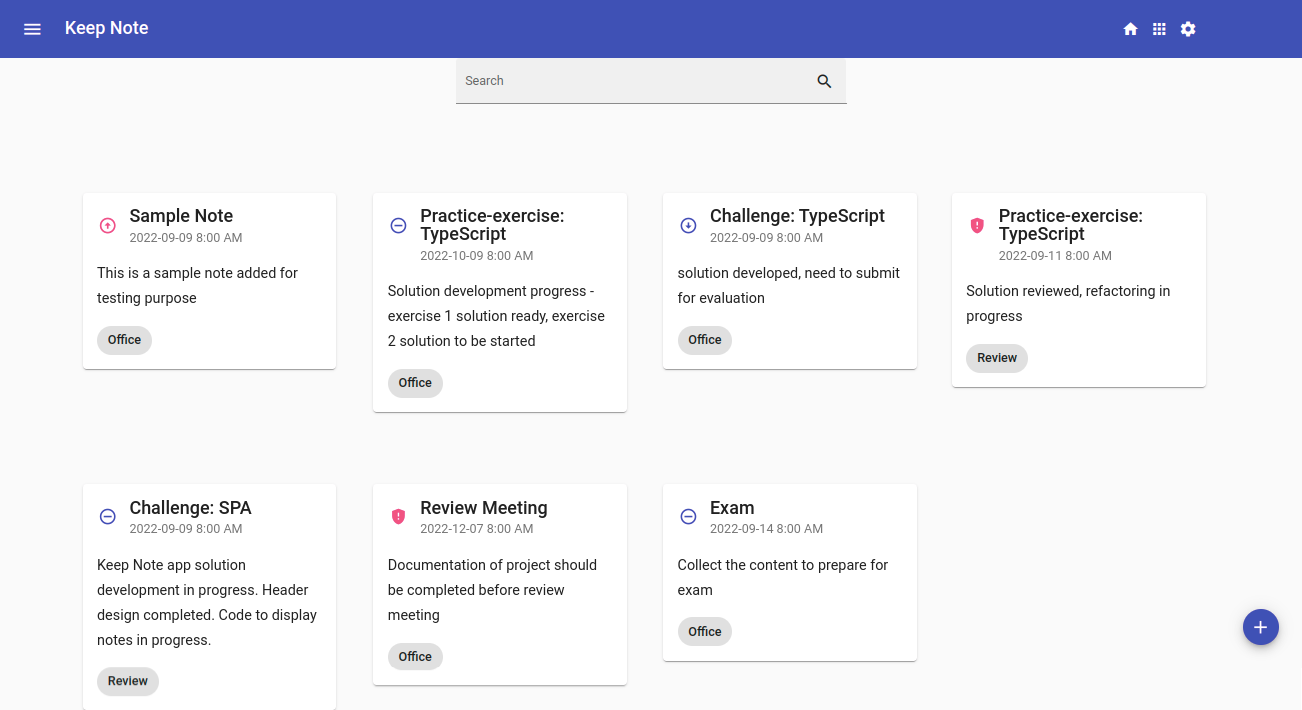 Keep Note
Search
Sample Note
2022-09-09 8:00 AM
This is a sample note added for
testing purpose
Office
Practice-exercise:
TypeScript
2022-10-09 8:00 AM
Solution development progress -
exercise 1 solution ready, exercise
2 solution to be started
Office
Challenge: TypeScript
2022-09-09 8:00 AM
solution developed, need to submit
for evaluation
Office
Practice-exercise:
TypeScript
2022-09-11 8:00 AM
Solution reviewed, refactoring in
progress
Review
Challenge: SPA
2022-09-09 8:00 AM
Keep Note app solution
development in progress. Header
design completed. Code to display
notes in progress.
Review
Review Meeting
2022-12-07 8:00 AM
Documentation of project should
be completed before review
meeting
Office
Exam
2022-09-14 8:00 AM
Collect the content to prepare for
exam
Office